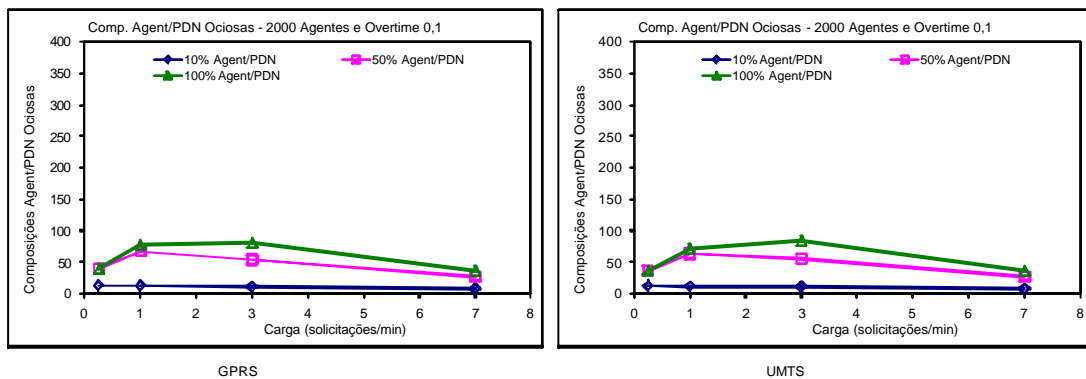 Comp. Agent/PDN Ociosas - 2000 Agentes e Overtime 0,1
400
350
300
250
200
150
100
50
0
Composições Agent/PDN Ociosas
10% Agent/PDN
50% Agent/PDN
100% Agent/PDN
0 1 2 3 4 5 6 7 8
Carga (solicitações/min)
GPRS
Comp. Agent/PDN Ociosas - 2000 Agentes e Overtime 0,1
400
350
300
250
200
150
100
50
0
Composições Agent/PDN Ociosas
10% Agent/PDN
50% Agent/PDN
100% Agent/PDN
0 1 2 3 4 5 6 7 8
Carga (solicitações/min)
UMTS